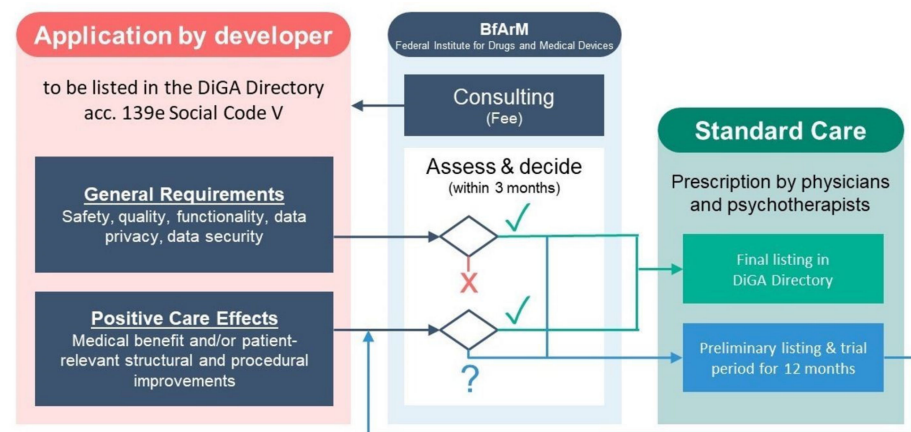 Application by developer
to be listed in the DiGA Directory
acc. 139e Social Code V
General Requirements
Safety, quality, functionality, data
privacy, data security
Positive Care Effects
Medical benefit and/or patient-
relevant structural and procedural
improvements
BfArM
Federal Institute for Drugs and Medical Devices
Consulting
(Fee)
Assess & decide
(within 3 months)
X
?
Standard Care
Prescription by physicians
and psychotherapists
Final listing in
DiGA Directory
Preliminary listing & trial
period for 12 months